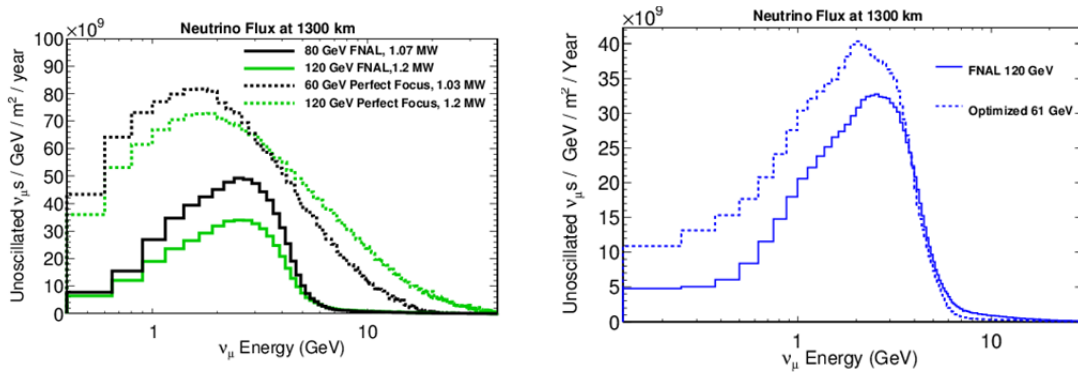 ×10⁹
Neutrino Flux at 1300 km
100
90
80
70
60
50
40
30
20
10
0
80 GeV FNAL, 1.07 MW
120 GeV FNAL,1.2 MW
60 GeV Perfect Focus, 1.03 MW
120 GeV Perfect Focus, 1.2 MW
Unoscillated νμs / GeV / m² / year
1
10
νμ Energy (GeV)
×10⁹
Neutrino Flux at 1300 km
40
35
30
25
20
15
10
5
0
FNAL 120 GeV
Optimized 61 GeV
Unoscillated νμs / GeV / m² / Year
1
10
νμ Energy (GeV)